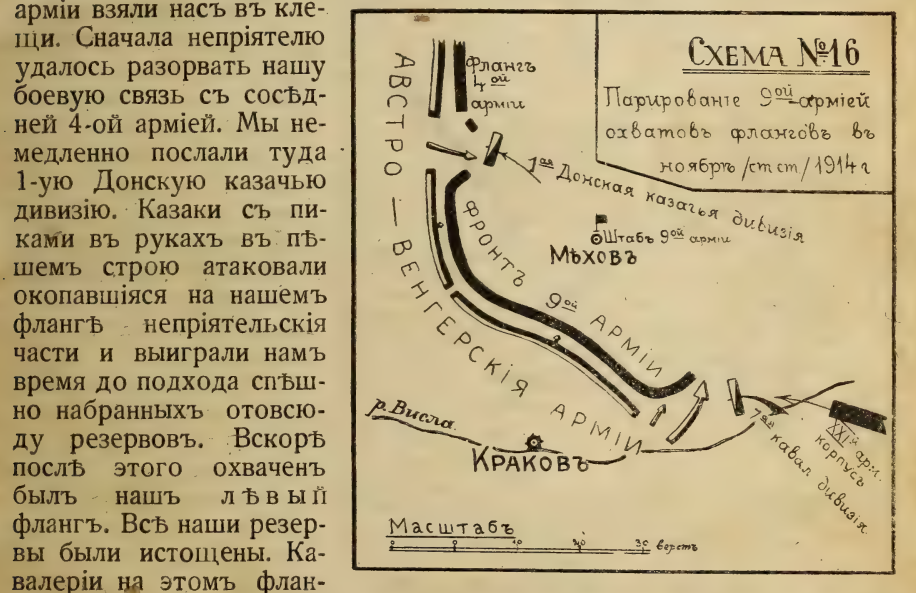 арміи взяли насъ въ кле-
щи. Сначала непріятелю
удалось разорвать нашу
боевую связь съ сосѣд-
ней 4-ой арміей. Мы не-
медленно послали туда
1-ую Донскую казачью
дивизію. Казаки съ пи-
ками въ рукахъ въ пѣ-
шемъ строю атаковали
окопавшіяся на нашемъ
флангѣ непріятельскія
части и выиграли намъ
время до подхода спѣш-
но набранныхъ отовсю-
ду резервовъ. Вскорѣ
послѣ этого охваченъ
былъ нашъ лѣвый
флангъ. Всѣ наши резер-
вы были истощены. Ка-
валеріи на этомъ флан-
СХЕМА №16
Парирование 9ой арміей
охватовъ фланговъ въ
ноябрѣ /ст ст/ 1914 г
Флангъ
4ой
арміи
АВСТРО — ВЕНГЕРСКІЯ АРМІИ
1ая Донская казачья дивизія
Штабъ 9ой арміи
МѢХОВЪ
ФРОНТЪ 9ой АРМІИ
р. Висла
КРАКОВЪ
7ая кавал дивизія
XXIй арм.
корпусъ
Масштабъ
0 10 20 30 верстъ